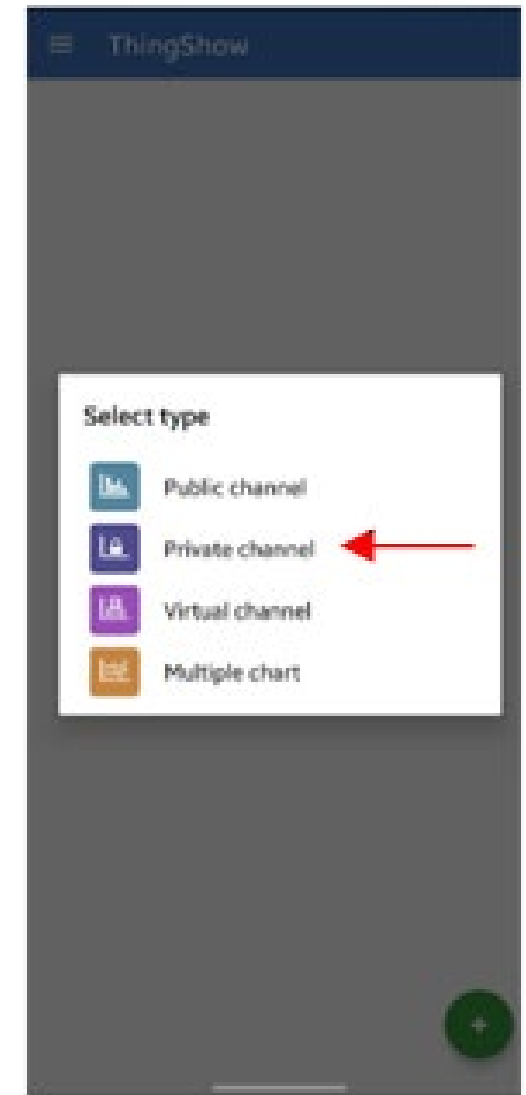 ThingShow
Select type
Public channel
Private channel
Virtual channel
Multiple chart
+